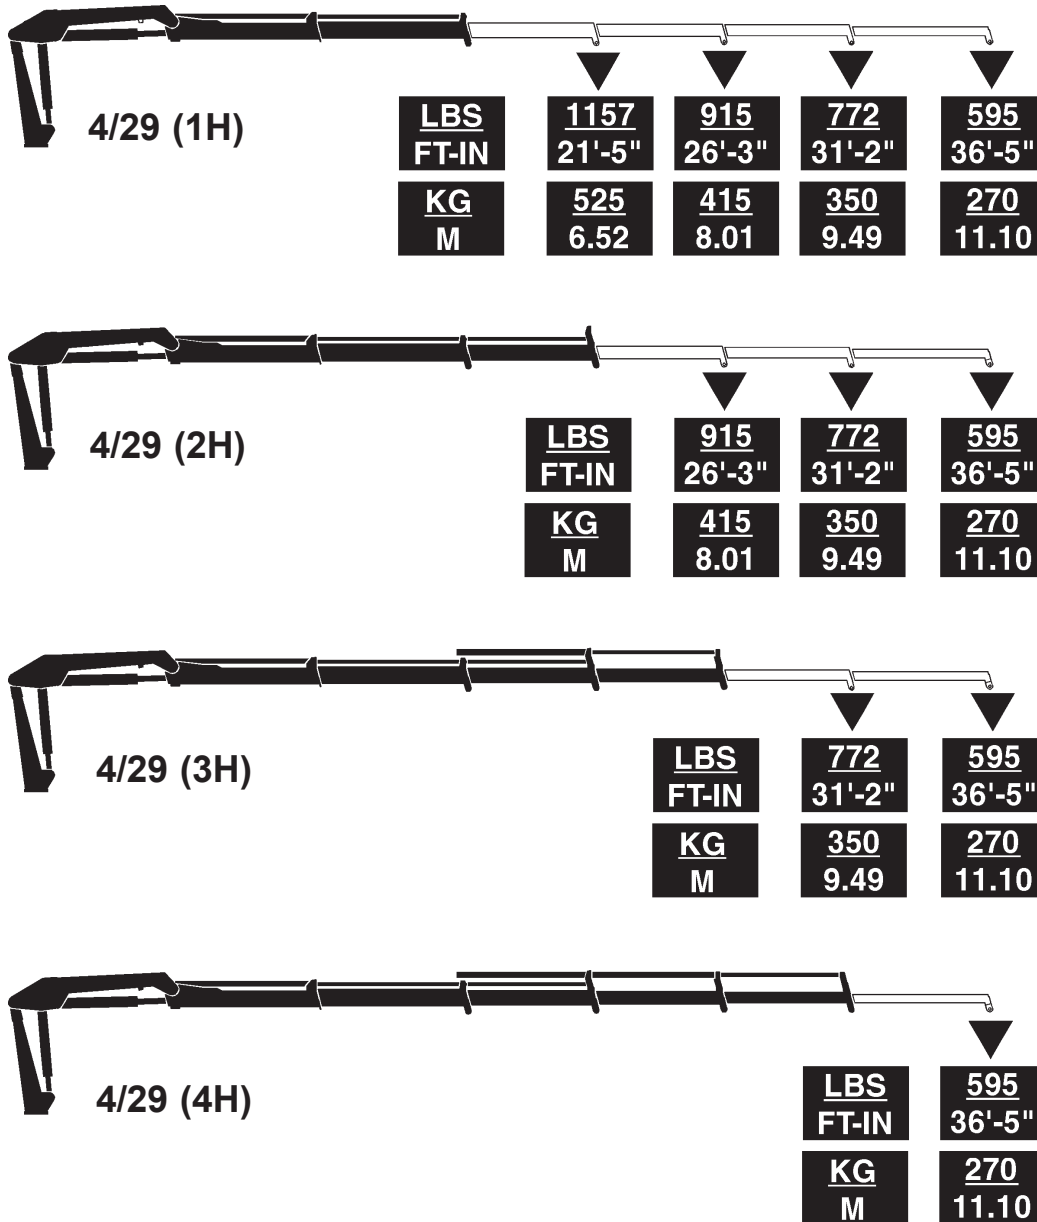 4/29 (1H)
LBS 1157 915 772 595
FT-IN 21'-5" 26'-3" 31'-2" 36'-5"
KG 525 415 350 270
M 6.52 8.01 9.49 11.10
4/29 (2H)
LBS 915 772 595
FT-IN 26'-3" 31'-2" 36'-5"
KG 415 350 270
M 8.01 9.49 11.10
4/29 (3H)
LBS 772 595
FT-IN 31'-2" 36'-5"
KG 350 270
M 9.49 11.10
4/29 (4H)
LBS 595
FT-IN 36'-5"
KG 270
M 11.10